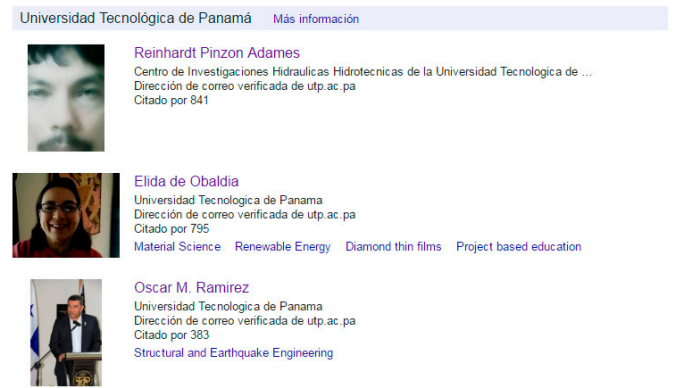 Universidad Tecnológica de Panamá Más información
Reinhardt Pinzon Adames
Centro de Investigaciones Hidraulicas Hidrotecnicas de la Universidad Tecnologica de ...
Dirección de correo verificada de utp.ac.pa
Citado por 841
Elida de Obaldia
Universidad Tecnologica de Panama
Dirección de correo verificada de utp.ac.pa
Citado por 795
Material Science Renewable Energy Diamond thin films Project based education
Oscar M. Ramirez
Universidad Tecnologica de Panama
Dirección de correo verificada de utp.ac.pa
Citado por 383
Structural and Earthquake Engineering